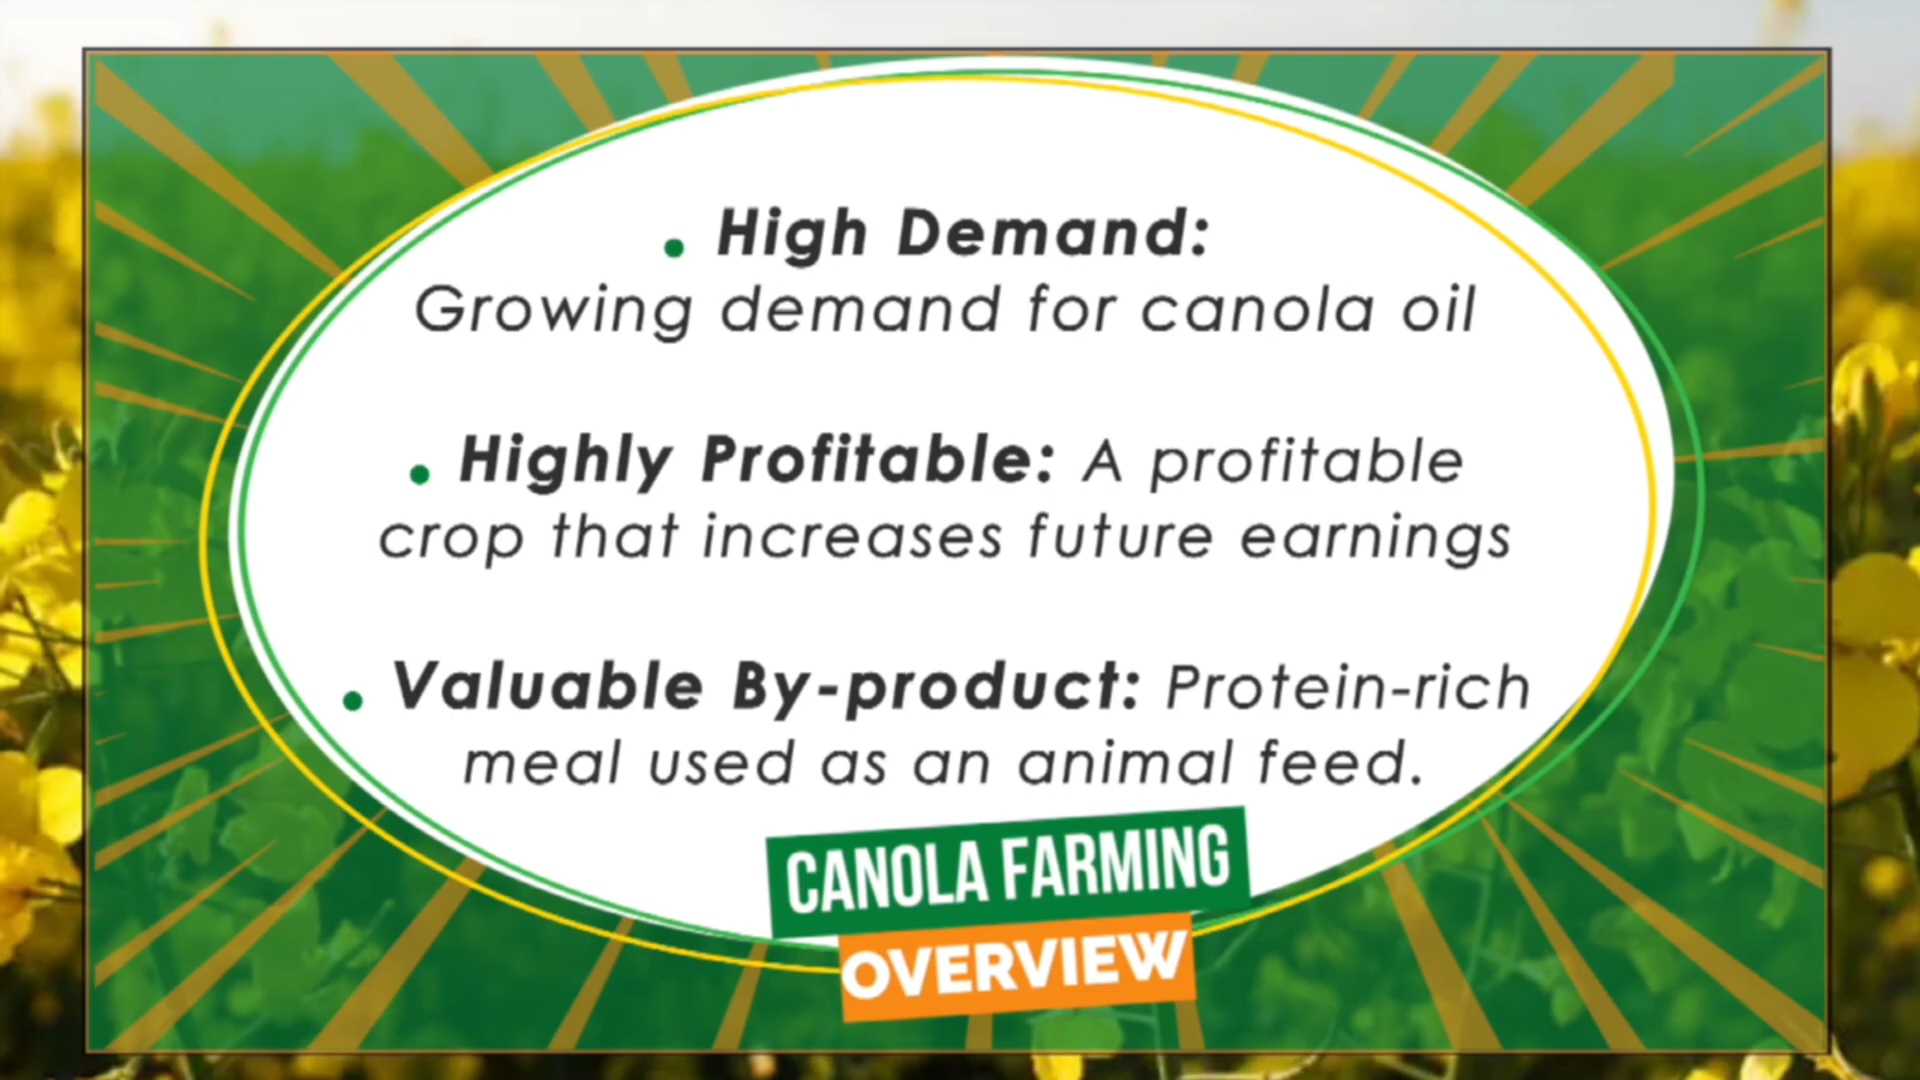 • High Demand:
Growing demand for canola oil
• Highly Profitable: A profitable
crop that increases future earnings
• Valuable By-product: Protein-rich
meal used as an animal feed.
CANOLA FARMING
OVERVIEW